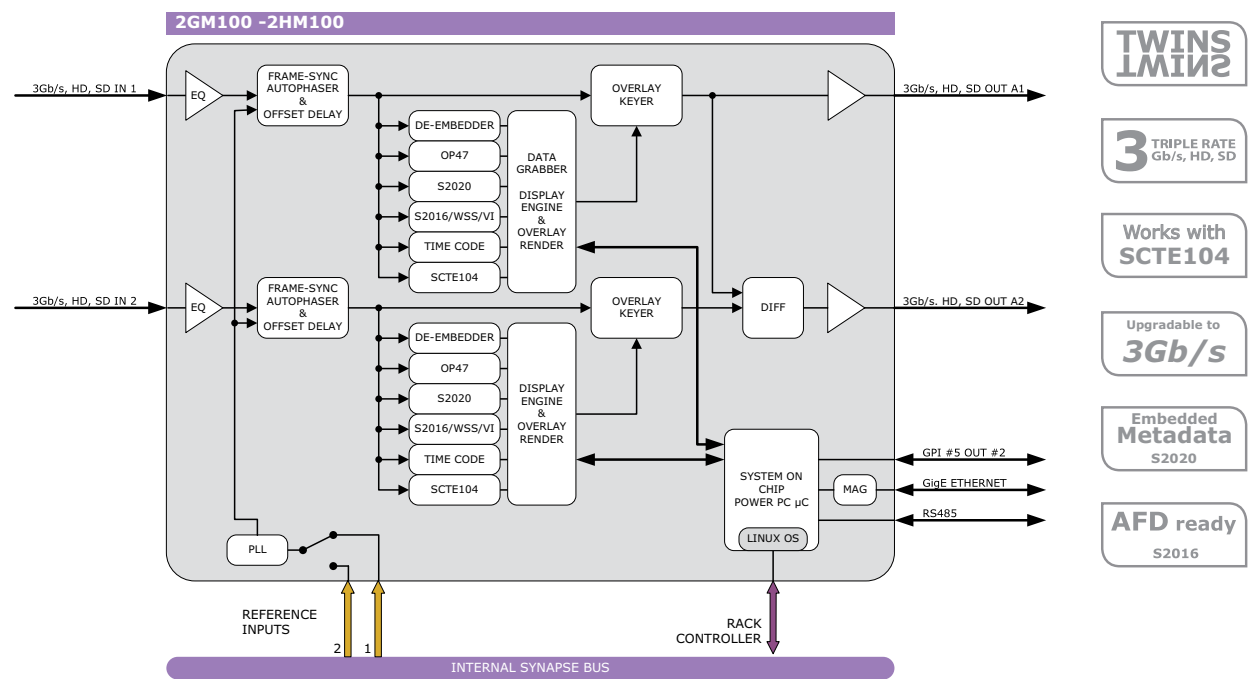 2GM100 -2HM100
3Gb/s, HD, SD IN 1
EQ
FRAME-SYNC
AUTOPHASER
&
OFFSET DELAY
DE-EMBEDDER
OP47
S2020
S2016/WSS/VI
TIME CODE
SCTE104
DATA
GRABBER
DISPLAY
ENGINE
&
OVERLAY
RENDER
OVERLAY
KEYER
3Gb/s, HD, SD OUT A1
3Gb/s, HD, SD IN 2
EQ
FRAME-SYNC
AUTOPHASER
&
OFFSET DELAY
DE-EMBEDDER
OP47
S2020
S2016/WSS/VI
TIME CODE
SCTE104
DISPLAY
ENGINE
&
OVERLAY
RENDER
OVERLAY
KEYER
DIFF
3Gb/s. HD, SD OUT A2
SYSTEM ON
CHIP
POWER PC µC
LINUX OS
MAG
GPI #5 OUT #2
GigE ETHERNET
RS485
PLL
REFERENCE
INPUTS
2
1
RACK
CONTROLLER
INTERNAL SYNAPSE BUS
TWINS
TWINS
3 TRIPLE RATE
Gb/s, HD, SD
Works with
SCTE104
Upgradable to
3Gb/s
Embedded
Metadata
S2020
AFD ready
S2016